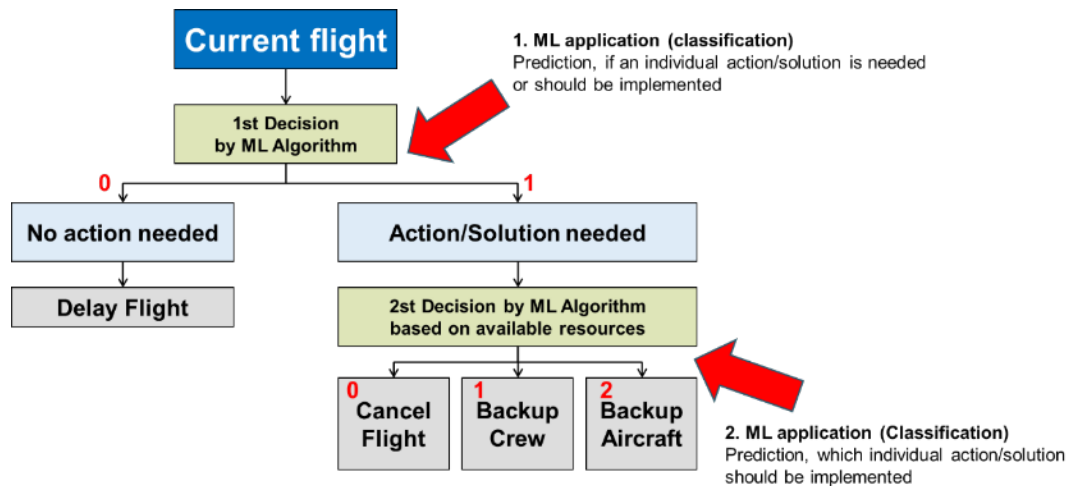 Current flight
1. ML application (classification)
Prediction, if an individual action/solution is needed
or should be implemented
1st Decision
by ML Algorithm
0
1
No action needed
Action/Solution needed
Delay Flight
2st Decision by ML Algorithm
based on available resources
0
Cancel
Flight
1
Backup
Crew
2
Backup
Aircraft
2. ML application (Classification)
Prediction, which individual action/solution
should be implemented